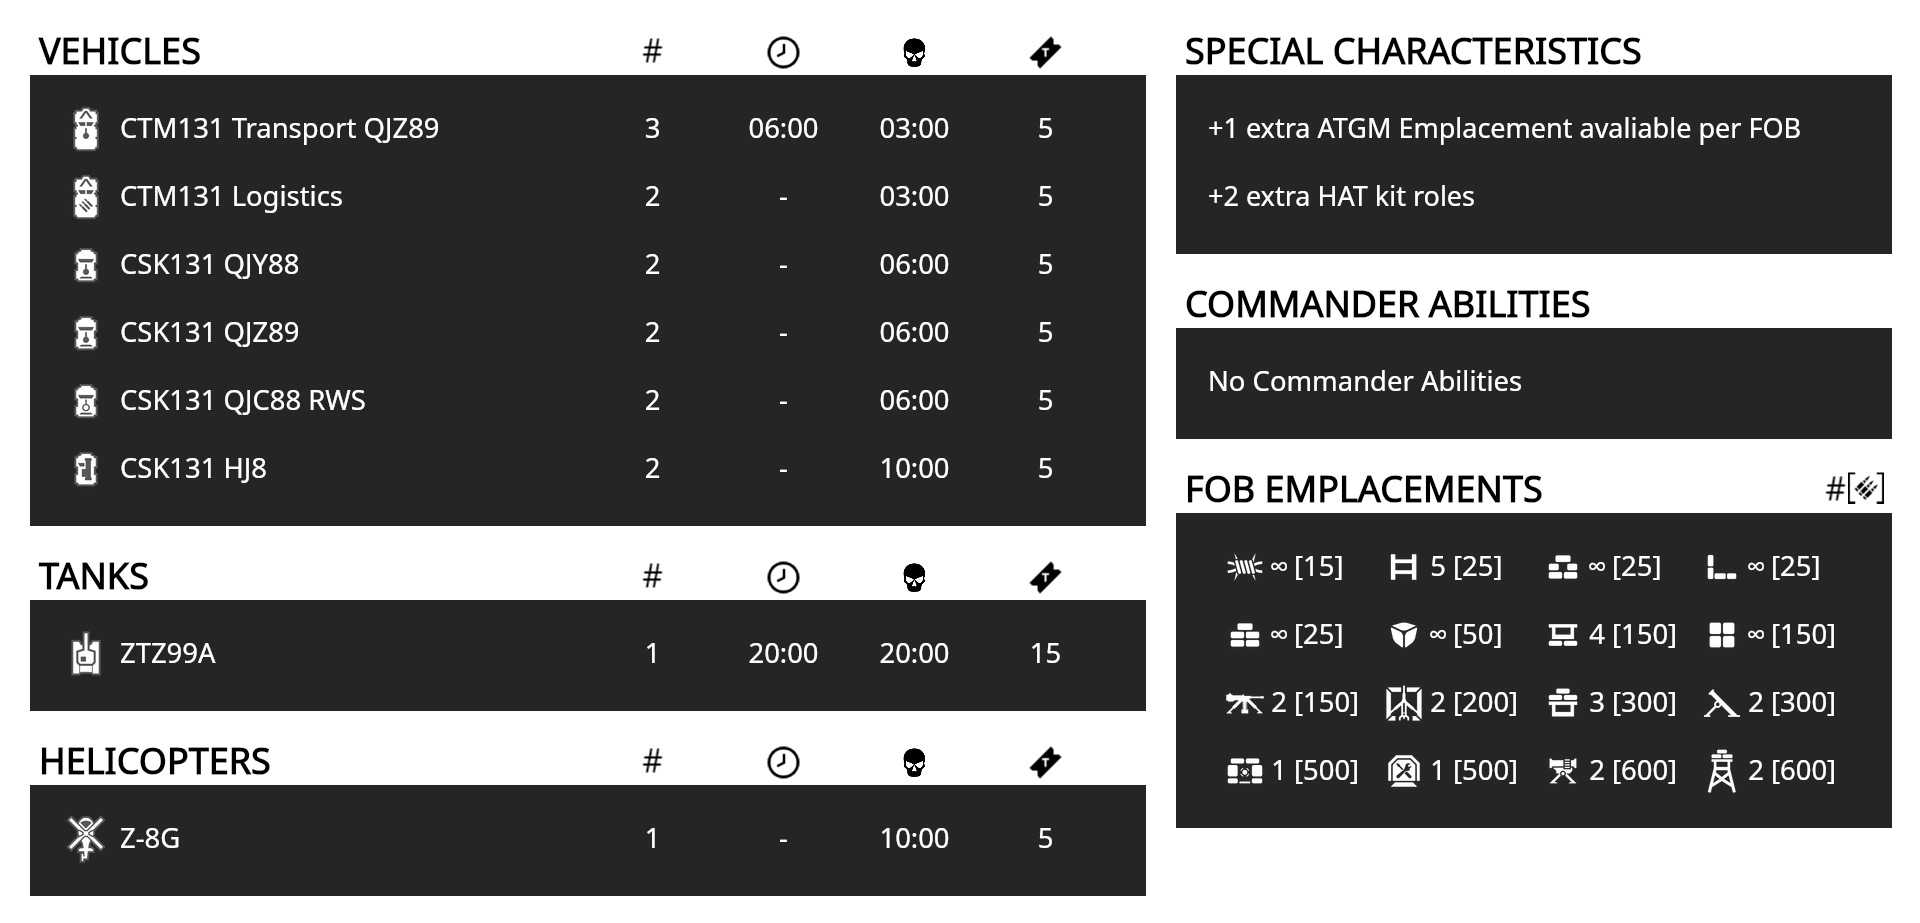 VEHICLES #
CTM131 Transport QJZ89 3 06:00 03:00 5
CTM131 Logistics 2 - 03:00 5
CSK131 QJY88 2 - 06:00 5
CSK131 QJZ89 2 - 06:00 5
CSK131 QJC88 RWS 2 - 06:00 5
CSK131 HJ8 2 - 10:00 5
TANKS #
ZTZ99A 1 20:00 20:00 15
HELICOPTERS #
Z-8G 1 - 10:00 5
SPECIAL CHARACTERISTICS
+1 extra ATGM Emplacement avaliable per FOB
+2 extra HAT kit roles
COMMANDER ABILITIES
No Commander Abilities
FOB EMPLACEMENTS #[]
∞ [15] 5 [25] ∞ [25] ∞ [25]
∞ [25] ∞ [50] 4 [150] ∞ [150]
2 [150] 2 [200] 3 [300] 2 [300]
1 [500] 1 [500] 2 [600] 2 [600]